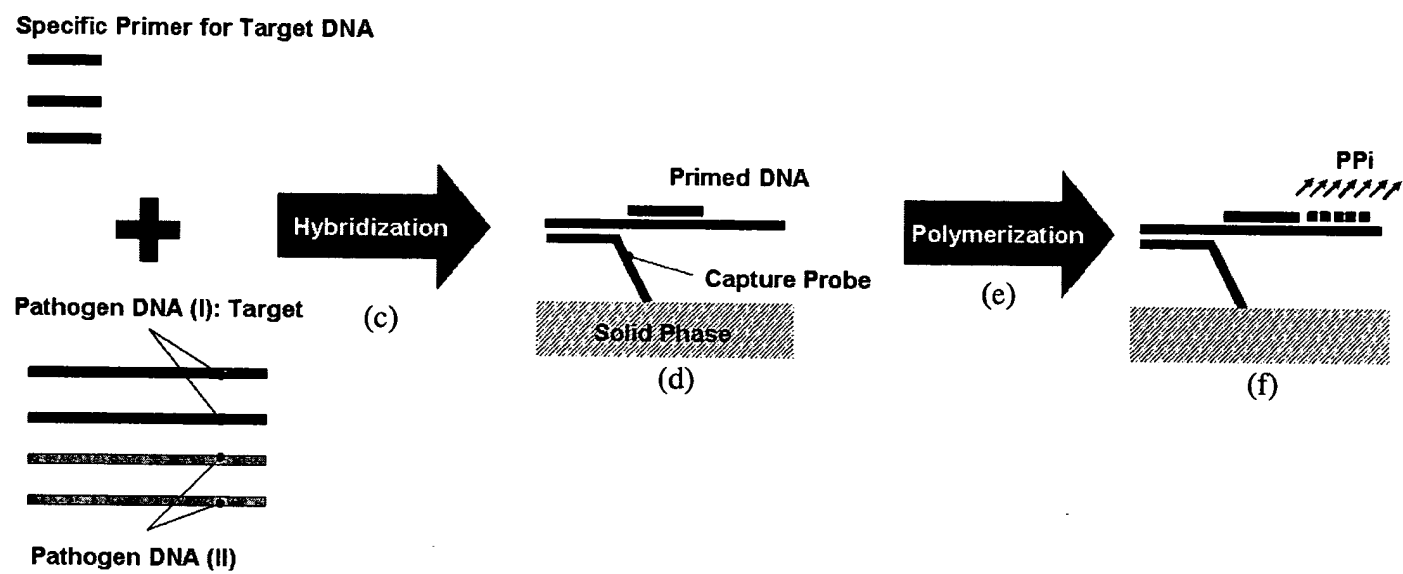 Specific Primer for Target DNA
Pathogen DNA (I): Target
Pathogen DNA (II)
Hybridization
(c)
Primed DNA
Capture Probe
Solid Phase
(d)
Polymerization
(e)
PPi
(f)